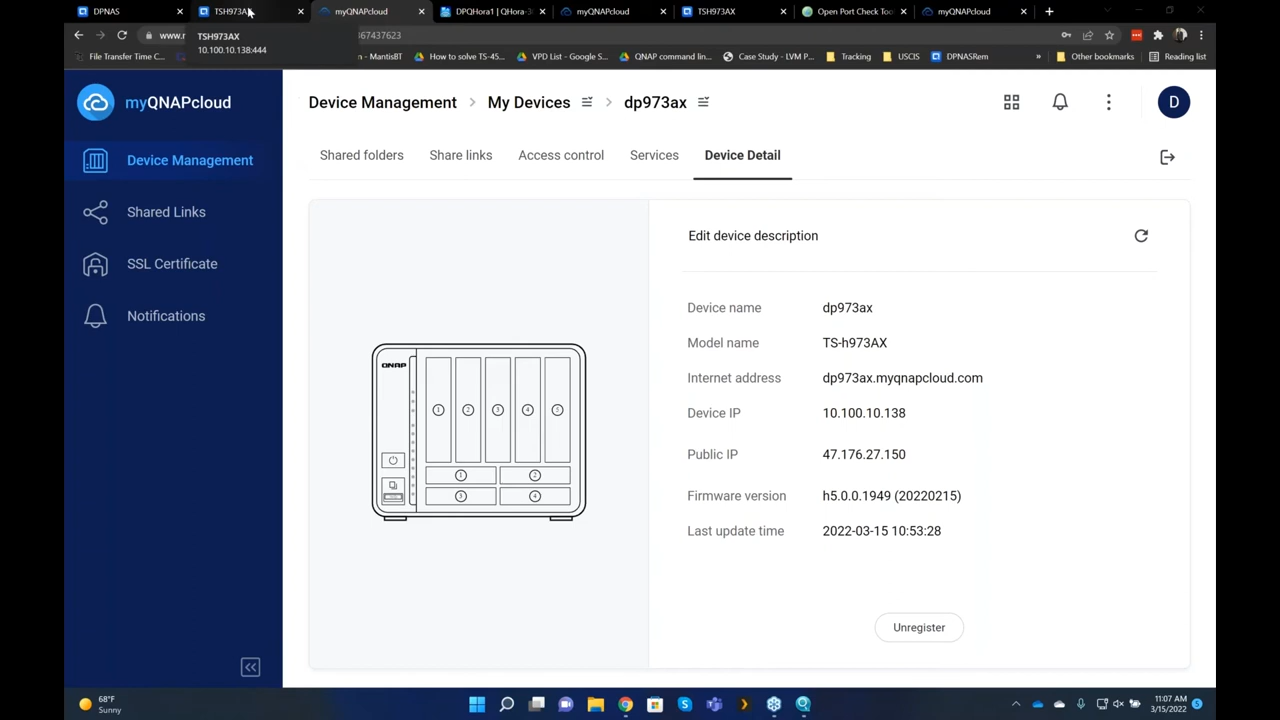 DPNAS
TSH973AX
myQNAPcloud
DPQHora1 | QHora-3
myQNAPcloud
TSH973AX
Open Port Check Too
myQNAPcloud
www.m
467437623
TSH973AX
10.100.10.138:444
File Transfer Time C...
n - MantisBT
How to solve TS-45...
VPD List - Google S...
QNAP command lin...
Case Study - LVM P...
Tracking
USCIS
DPNASRem
»
Other bookmarks
Reading list
myQNAPcloud
Device Management > My Devices > dp973ax
D
Device Management
Shared folders
Share links
Access control
Services
Device Detail
Shared Links
SSL Certificate
Notifications
Edit device description
Device name dp973ax
Model name TS-h973AX
Internet address dp973ax.myqnapcloud.com
Device IP 10.100.10.138
Public IP 47.176.27.150
Firmware version h5.0.0.1949 (20220215)
Last update time 2022-03-15 10:53:28
QNAP
1 2 3 4 5
1 2
3 4
Unregister
68°F
Sunny
11:07 AM
3/15/2022
5